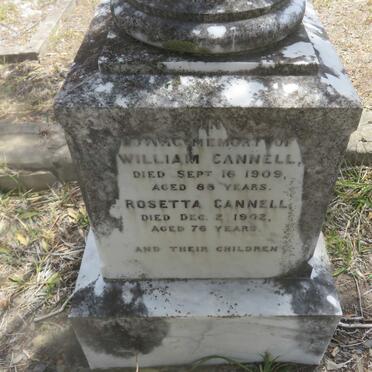 MEMORY OF
WILLIAM CANNELL,
DIED SEPT 16 1909,
AGED 88 YEARS.
ROSETTA CANNELL
DIED DEC. 2, 1902,
AGED 76 YEARS.
AND THEIR CHILDREN